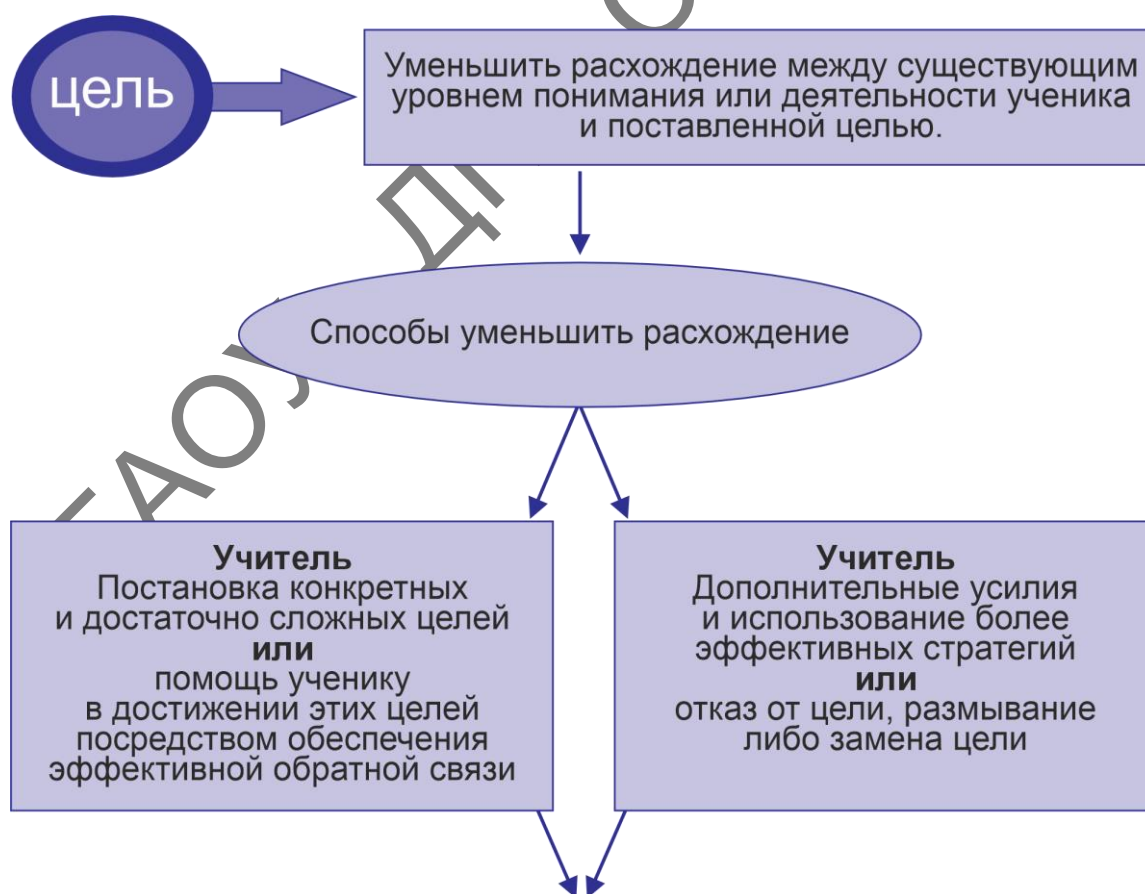 цель
Уменьшить расхождение между существующим
уровнем понимания или деятельности ученика
и поставленной целью.
Способы уменьшить расхождение
Учитель
Постановка конкретных
и достаточно сложных целей
или
помощь ученику
в достижении этих целей
посредством обеспечения
эффективной обратной связи
Учитель
Дополнительные усилия
и использование более
эффективных стратегий
или
отказ от цели, размывание
либо замена цели